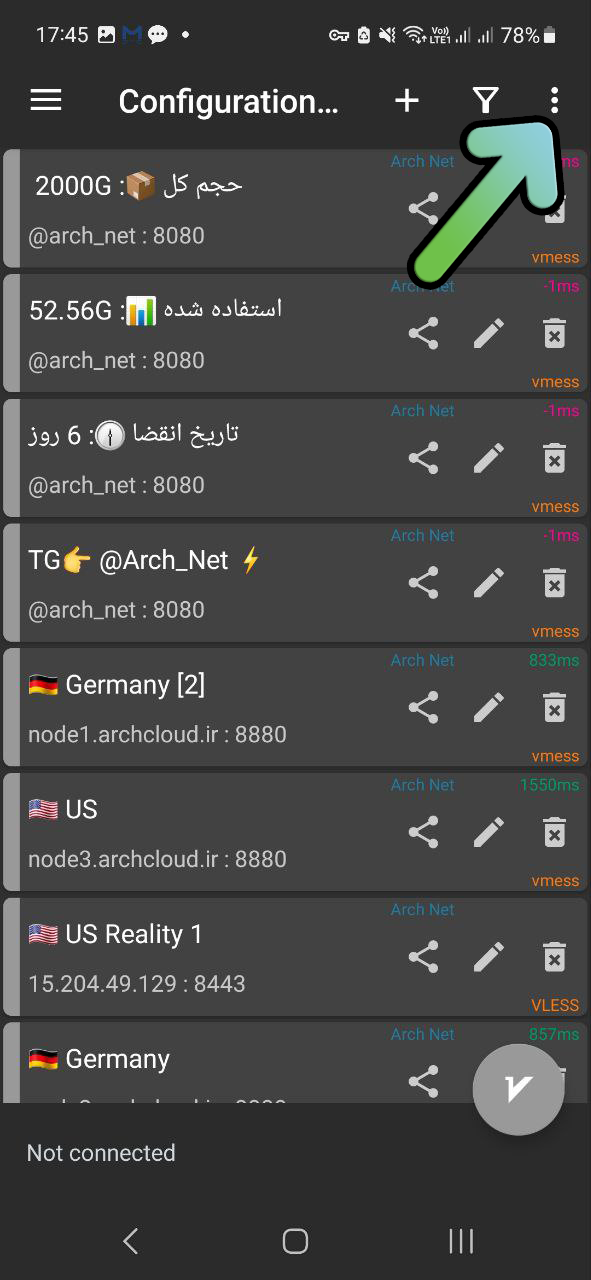 17:45 78%
Vo)) LTE1
Configuration…
Arch Net ms
حجم کل 📦: 2000G
@arch_net : 8080
vmess
Arch Net -1ms
استفاده شده 📊: 52.56G
@arch_net : 8080
vmess
Arch Net -1ms
تاریخ انقضا 🕦: 6 روز
@arch_net : 8080
vmess
Arch Net -1ms
TG👉 @Arch_Net ⚡
@arch_net : 8080
vmess
Arch Net 833ms
🇩🇪 Germany [2]
node1.archcloud.ir : 8880
vmess
Arch Net 1550ms
🇺🇸 US
node3.archcloud.ir : 8880
vmess
Arch Net
🇺🇸 US Reality 1
15.204.49.129 : 8443
VLESS
Arch Net 857ms
🇩🇪 Germany
Not connected